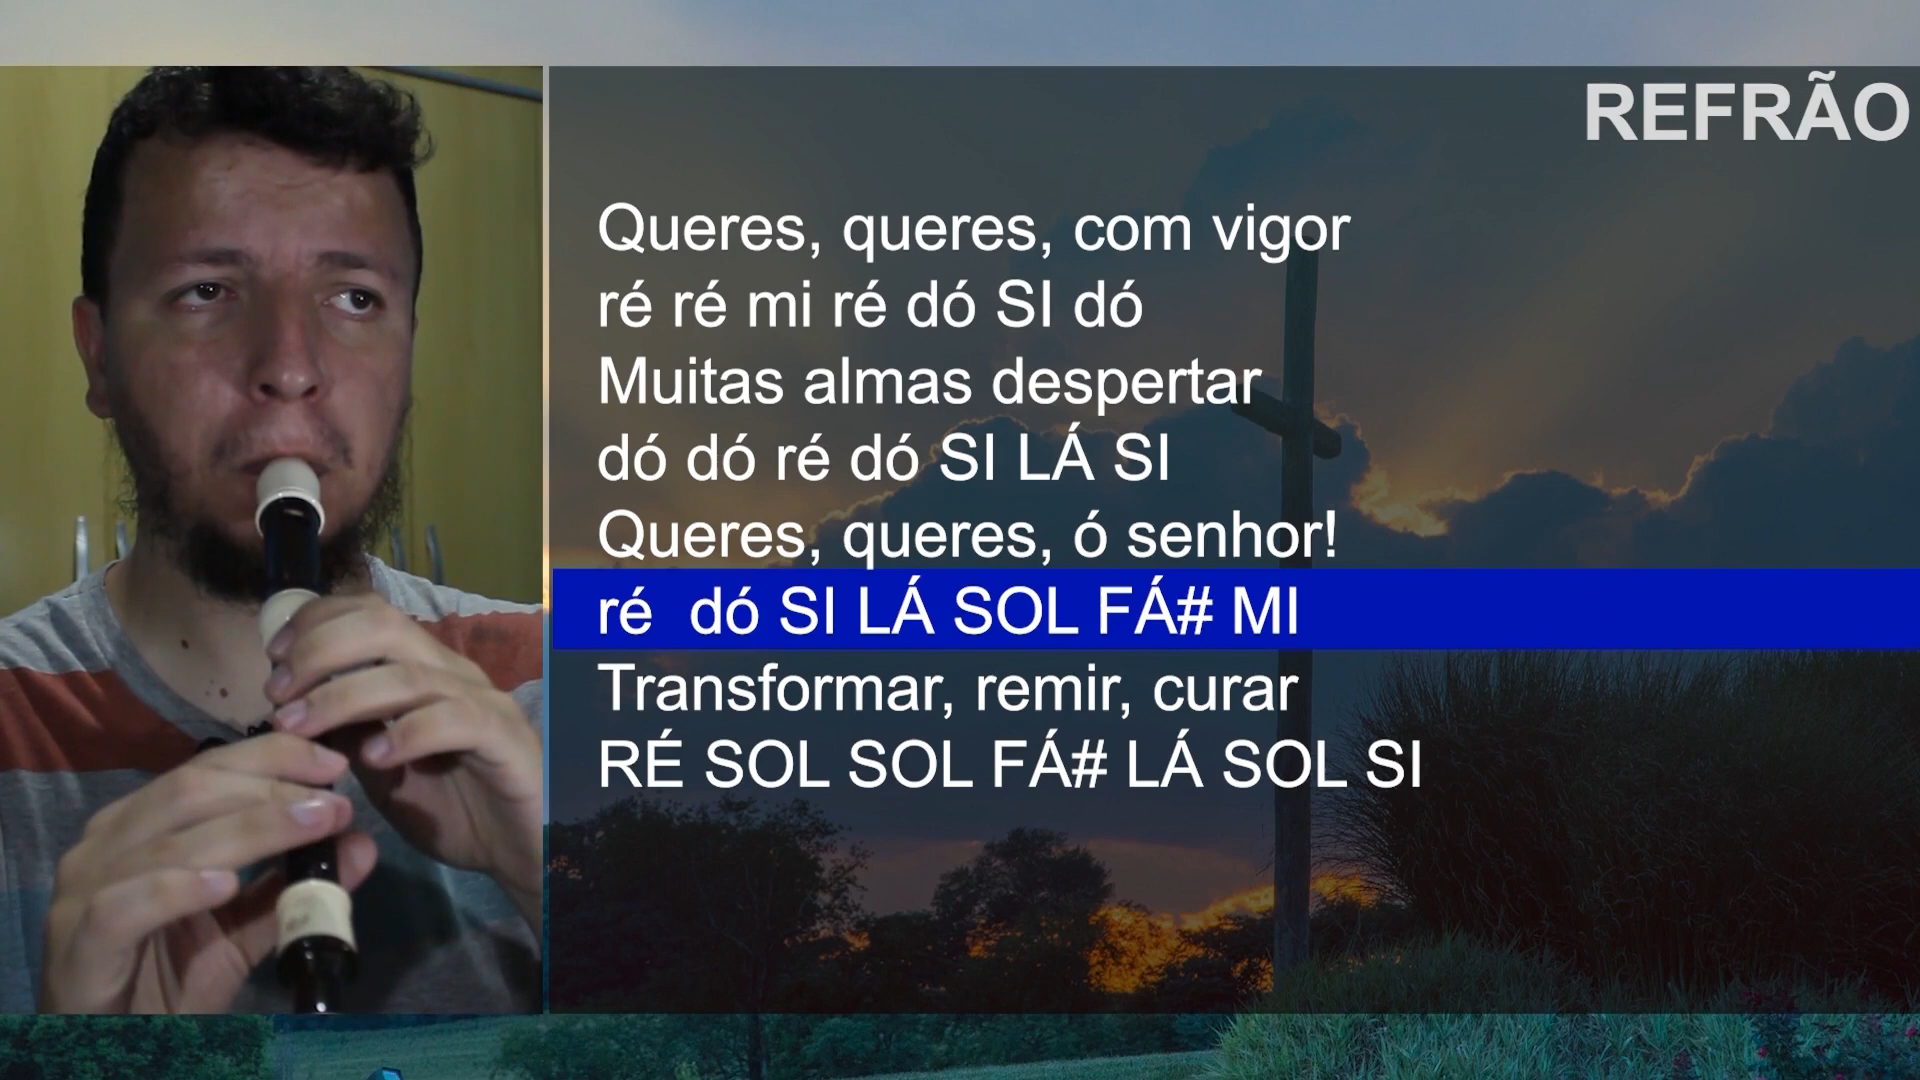 REFRÃO
Queres, queres, com vigor
ré ré mi ré dó SI dó
Muitas almas despertar
dó dó ré dó SI LÁ SI
Queres, queres, ó senhor!
ré dó SI LÁ SOL FÁ# MI
Transformar, remir, curar
RÉ SOL SOL FÁ# LÁ SOL SI